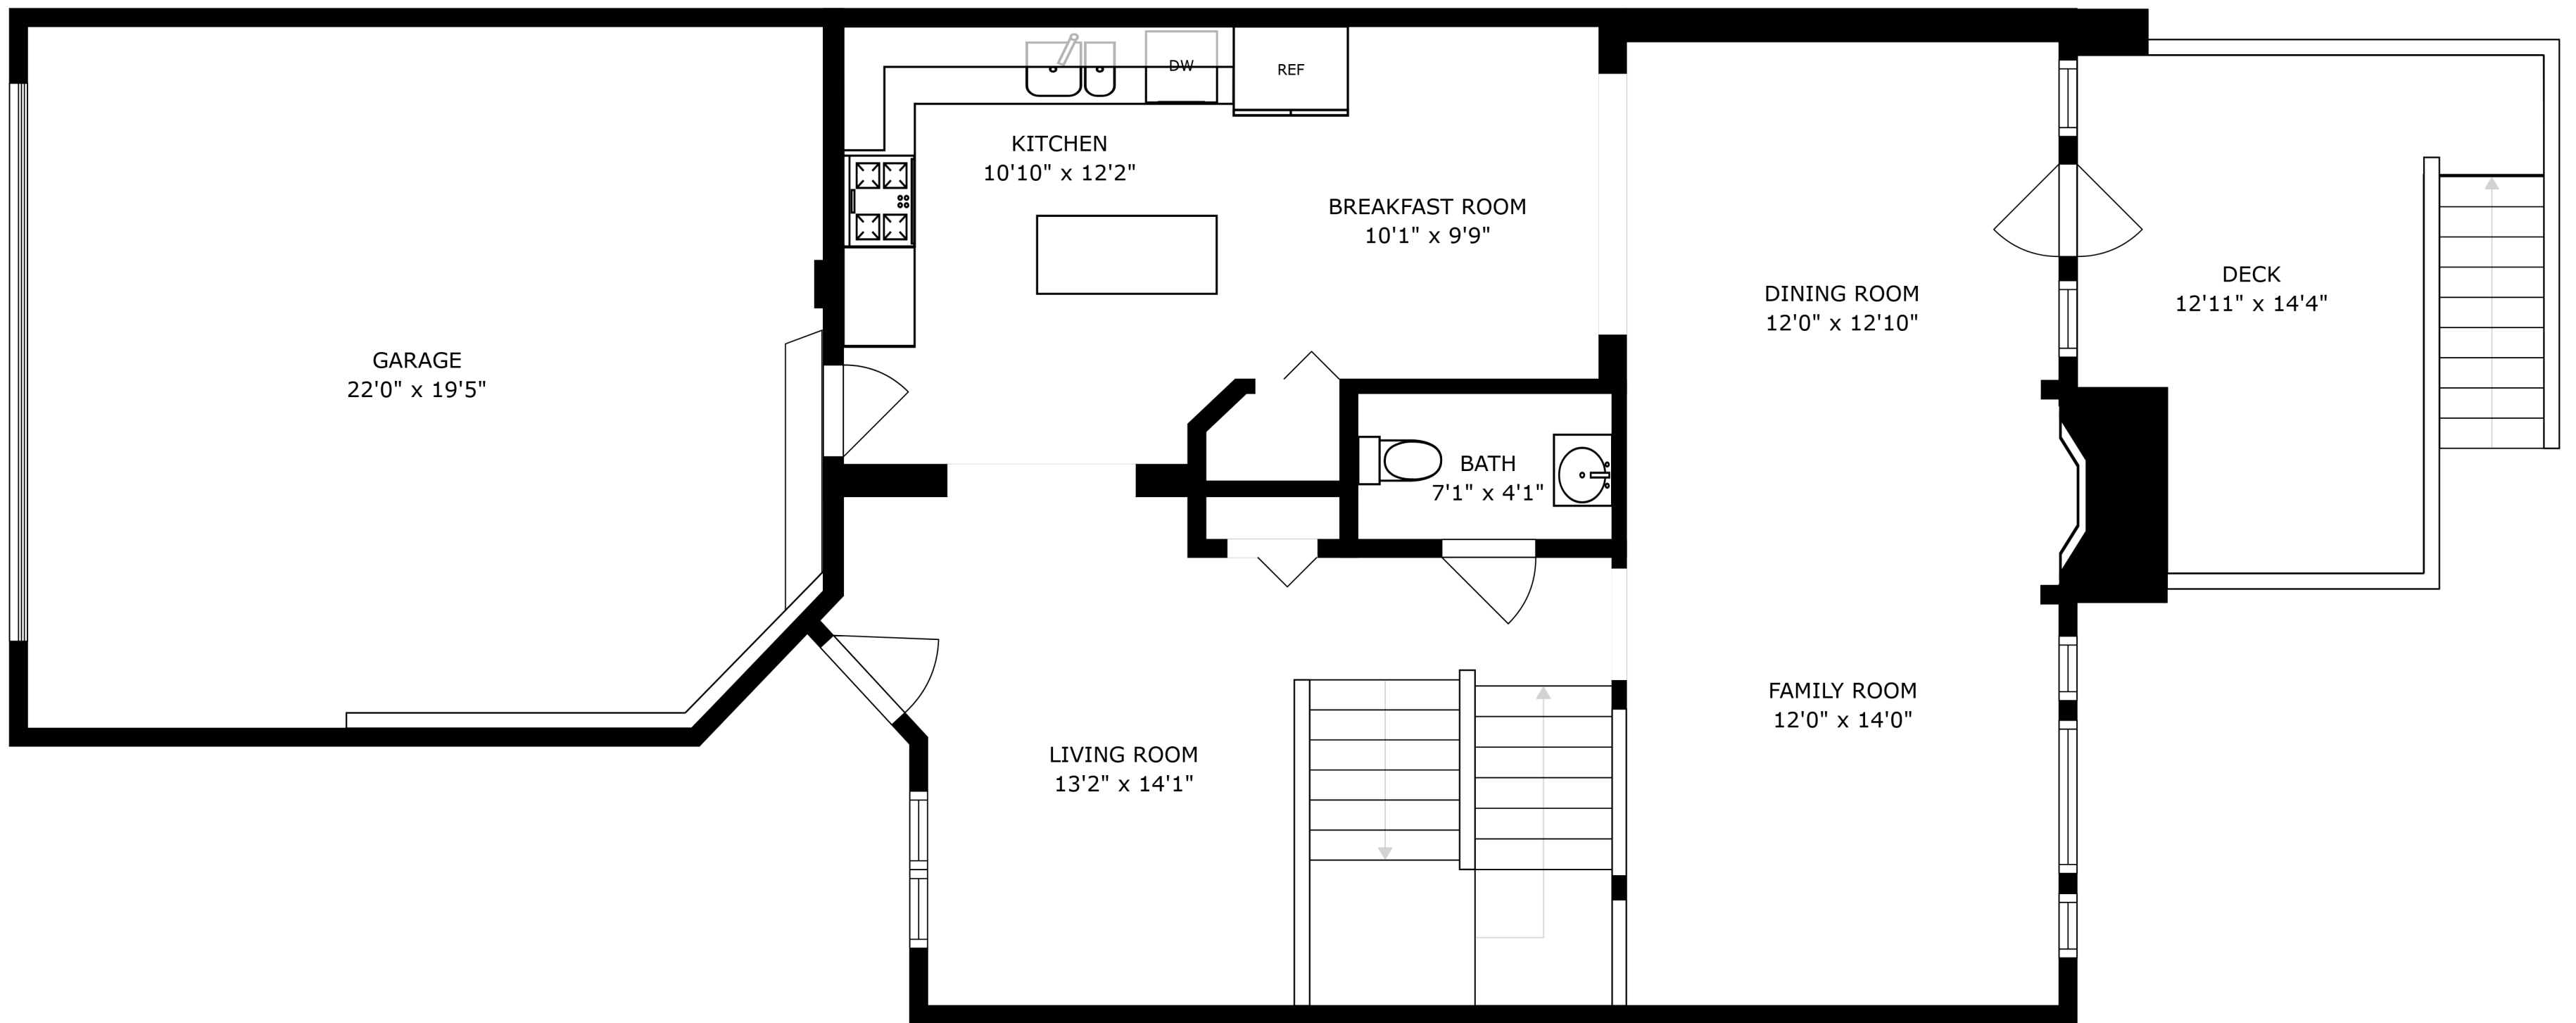 DW
REF
KITCHEN
10'10" x 12'2"
BREAKFAST ROOM
10'1" x 9'9"
DINING ROOM
12'0" x 12'10"
DECK
12'11" x 14'4"
GARAGE
22'0" x 19'5"
BATH
7'1" x 4'1"
FAMILY ROOM
12'0" x 14'0"
LIVING ROOM
13'2" x 14'1"